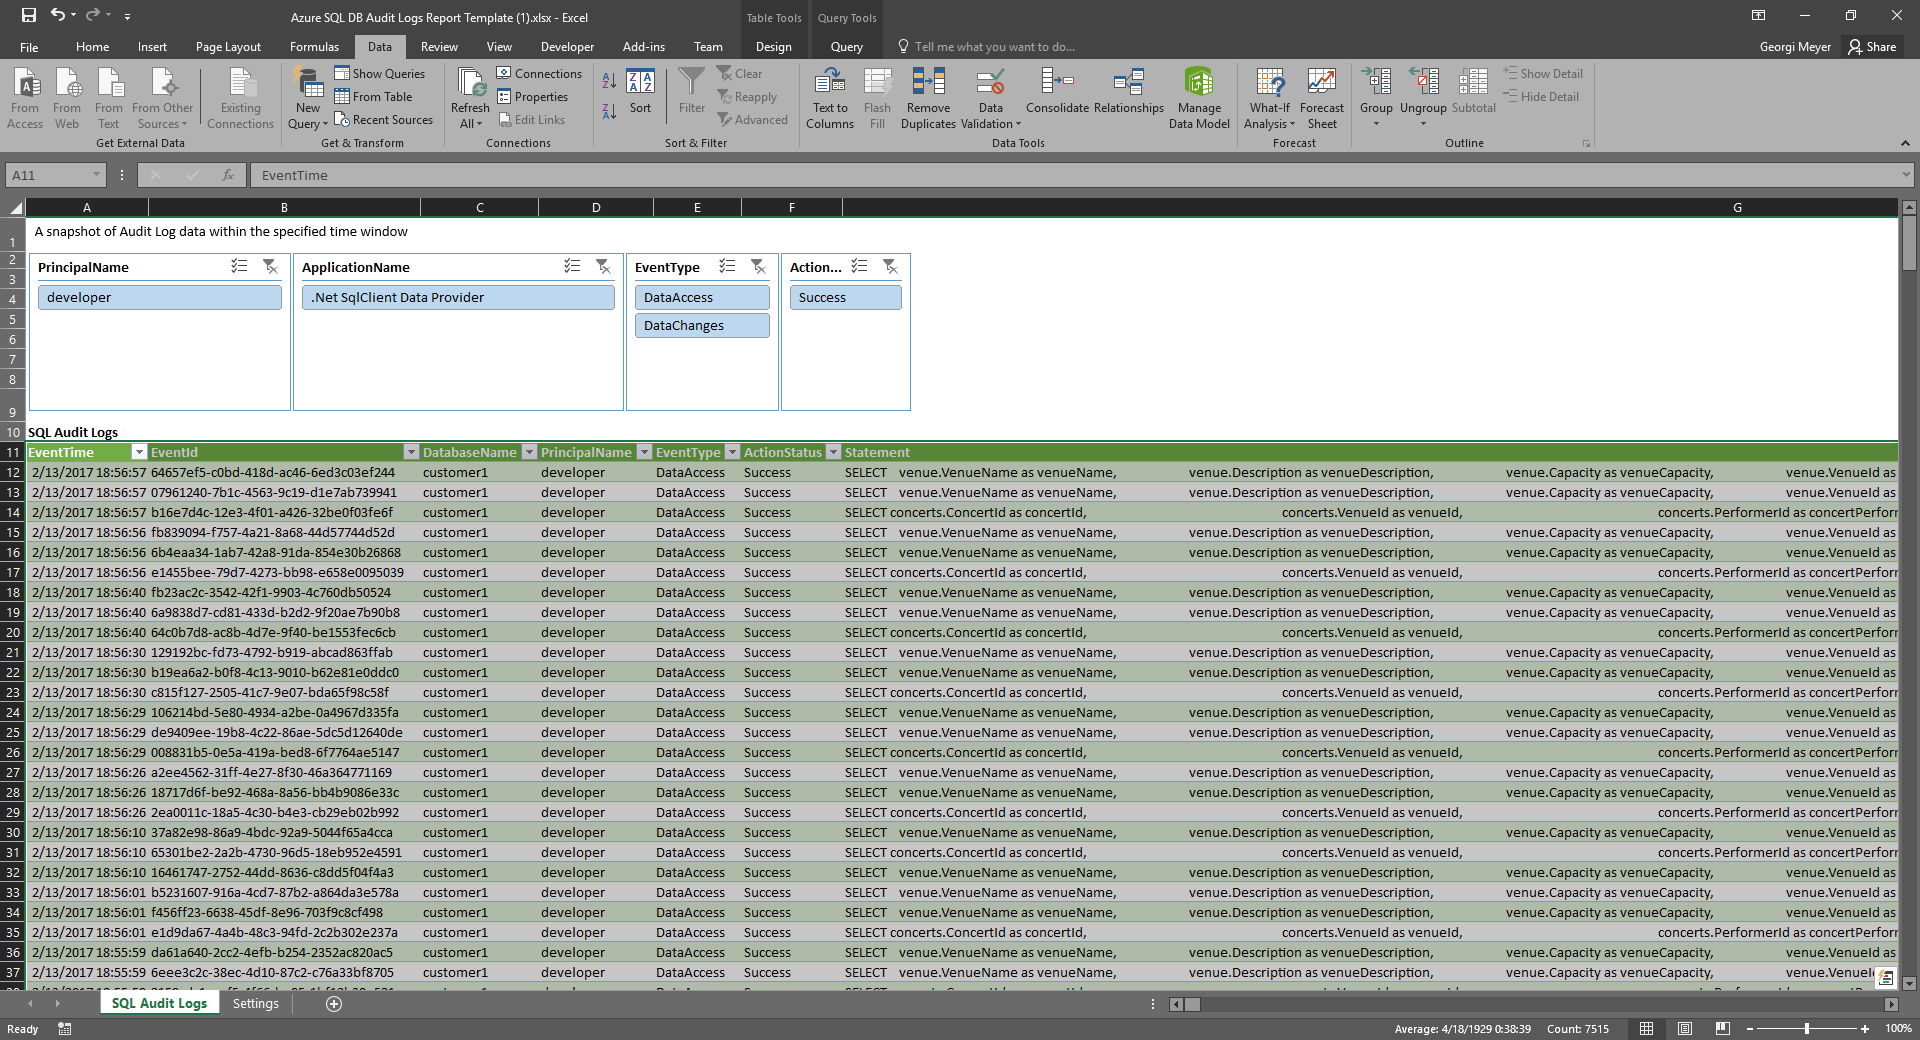 Azure SQL DB Audit Logs Report Template (1).xlsx - Excel
Table Tools
Query Tools
File Home Insert Page Layout Formulas Data Review View Developer Add-ins Team Design Query Tell me what you want to do... Georgi Meyer Share
From Access
From Web
From Text
From Other Sources
Existing Connections
Get External Data
New Query
Show Queries
From Table
Recent Sources
Get & Transform
Refresh All
Connections
Properties
Edit Links
Connections
Sort
Filter
Clear
Reapply
Advanced
Sort & Filter
Text to Columns
Flash Fill
Remove Duplicates
Data Validation
Consolidate
Relationships
Manage Data Model
Data Tools
What-If Analysis
Forecast Sheet
Forecast
Group
Ungroup
Subtotal
Show Detail
Hide Detail
Outline
A11 fx EventTime
A B C D E F G
1 A snapshot of Audit Log data within the specified time window
2
3
4
5
6
7
8
9
PrincipalName
developer
ApplicationName
.Net SqlClient Data Provider
EventType
DataAccess
DataChanges
Action...
Success
10 SQL Audit Logs
11 EventTime EventId DatabaseName PrincipalName EventType ActionStatus Statement
12 2/13/2017 18:56:57 64657ef5-c0bd-418d-ac46-6ed3c03ef244 customer1 developer DataAccess Success SELECT venue.VenueName as venueName, venue.Description as venueDescription, venue.Capacity as venueCapacity, venue.VenueId as
13 2/13/2017 18:56:57 07961240-7b1c-4563-9c19-d1e7ab739941 customer1 developer DataAccess Success SELECT venue.VenueName as venueName, venue.Description as venueDescription, venue.Capacity as venueCapacity, venue.VenueId as
14 2/13/2017 18:56:57 b16e7d4c-12e3-4f01-a426-32be0f03fe6f customer1 developer DataAccess Success SELECT concerts.ConcertId as concertId, concerts.VenueId as venueId, concerts.PerformerId as concertPerfor
15 2/13/2017 18:56:56 fb839094-f757-4a21-8a68-44d57744d52d customer1 developer DataAccess Success SELECT venue.VenueName as venueName, venue.Description as venueDescription, venue.Capacity as venueCapacity, venue.VenueId as
16 2/13/2017 18:56:56 6b4eaa34-1ab7-42a8-91da-854e30b26868 customer1 developer DataAccess Success SELECT venue.VenueName as venueName, venue.Description as venueDescription, venue.Capacity as venueCapacity, venue.VenueId as
17 2/13/2017 18:56:56 e1455bee-79d7-4273-bb98-e658e0095039 customer1 developer DataAccess Success SELECT concerts.ConcertId as concertId, concerts.VenueId as venueId, concerts.PerformerId as concertPerfor
18 2/13/2017 18:56:40 fb23ac2c-3542-42f1-9903-4c760db50524 customer1 developer DataAccess Success SELECT venue.VenueName as venueName, venue.Description as venueDescription, venue.Capacity as venueCapacity, venue.VenueId as
19 2/13/2017 18:56:40 6a9838d7-cd81-433d-b2d2-9f20ae7b90b8 customer1 developer DataAccess Success SELECT venue.VenueName as venueName, venue.Description as venueDescription, venue.Capacity as venueCapacity, venue.VenueId as
20 2/13/2017 18:56:40 64c0b7d8-ac8b-4d7e-9f40-be1553fec6cb customer1 developer DataAccess Success SELECT concerts.ConcertId as concertId, concerts.VenueId as venueId, concerts.PerformerId as concertPerfor
21 2/13/2017 18:56:30 129192bc-fd73-4792-b919-abcad863ffab customer1 developer DataAccess Success SELECT venue.VenueName as venueName, venue.Description as venueDescription, venue.Capacity as venueCapacity, venue.VenueId as
22 2/13/2017 18:56:30 b19ea6a2-b0f8-4c13-9010-b62e81e0ddc0 customer1 developer DataAccess Success SELECT venue.VenueName as venueName, venue.Description as venueDescription, venue.Capacity as venueCapacity, venue.VenueId as
23 2/13/2017 18:56:30 c815f127-2505-41c7-9e07-bda65f98c58f customer1 developer DataAccess Success SELECT concerts.ConcertId as concertId, concerts.VenueId as venueId, concerts.PerformerId as concertPerfor
24 2/13/2017 18:56:29 106214bd-5e80-4934-a2be-0a4967d335fa customer1 developer DataAccess Success SELECT venue.VenueName as venueName, venue.Description as venueDescription, venue.Capacity as venueCapacity, venue.VenueId as
25 2/13/2017 18:56:29 de9409ee-19b8-4c22-86ae-5dc5d12640de customer1 developer DataAccess Success SELECT venue.VenueName as venueName, venue.Description as venueDescription, venue.Capacity as venueCapacity, venue.VenueId as
26 2/13/2017 18:56:29 008831b5-0e5a-419a-bed8-6f7764ae5147 customer1 developer DataAccess Success SELECT concerts.ConcertId as concertId, concerts.VenueId as venueId, concerts.PerformerId as concertPerfor
27 2/13/2017 18:56:26 a2ee4562-31ff-4e27-8f30-46a364771169 customer1 developer DataAccess Success SELECT venue.VenueName as venueName, venue.Description as venueDescription, venue.Capacity as venueCapacity, venue.VenueId as
28 2/13/2017 18:56:26 18717d6f-be92-468a-8a56-bb4b9086e33c customer1 developer DataAccess Success SELECT venue.VenueName as venueName, venue.Description as venueDescription, venue.Capacity as venueCapacity, venue.VenueId as
29 2/13/2017 18:56:26 2ea0011c-18a5-4c30-b4e3-cb29eb02b992 customer1 developer DataAccess Success SELECT concerts.ConcertId as concertId, concerts.VenueId as venueId, concerts.PerformerId as concertPerfor
30 2/13/2017 18:56:10 37a82e98-86a9-4bdc-92a9-5044f65a4cca customer1 developer DataAccess Success SELECT venue.VenueName as venueName, venue.Description as venueDescription, venue.Capacity as venueCapacity, venue.VenueId as
31 2/13/2017 18:56:10 65301be2-2a2b-4730-96d5-18eb952e4591 customer1 developer DataAccess Success SELECT concerts.ConcertId as concertId, concerts.VenueId as venueId, concerts.PerformerId as concertPerfor
32 2/13/2017 18:56:10 16461747-2752-44dd-8636-c8dd5f04f4a3 customer1 developer DataAccess Success SELECT venue.VenueName as venueName, venue.Description as venueDescription, venue.Capacity as venueCapacity, venue.VenueId as
33 2/13/2017 18:56:01 b5231607-916a-4cd7-87b2-a864da3e578a customer1 developer DataAccess Success SELECT venue.VenueName as venueName, venue.Description as venueDescription, venue.Capacity as venueCapacity, venue.VenueId as
34 2/13/2017 18:56:01 f456ff23-6638-45df-8e96-703f9c8cf498 customer1 developer DataAccess Success SELECT venue.VenueName as venueName, venue.Description as venueDescription, venue.Capacity as venueCapacity, venue.VenueId as
35 2/13/2017 18:56:01 e1d9da67-4a4b-48c3-94fd-2c2b302e237a customer1 developer DataAccess Success SELECT concerts.ConcertId as concertId, concerts.VenueId as venueId, concerts.PerformerId as concertPerfor
36 2/13/2017 18:55:59 da61a640-2cc2-4efb-b254-2352ac820ac5 customer1 developer DataAccess Success SELECT venue.VenueName as venueName, venue.Description as venueDescription, venue.Capacity as venueCapacity, venue.VenueId as
37 2/13/2017 18:55:59 6eee3c2c-38ec-4d10-87c2-c76a33bf8705 customer1 developer DataAccess Success SELECT venue.VenueName as venueName, venue.Description as venueDescription, venue.Capacity as venueCapacity, venue.VenueId
SQL Audit Logs Settings
Ready Average: 4/18/1929 0:38:39 Count: 7515 100%